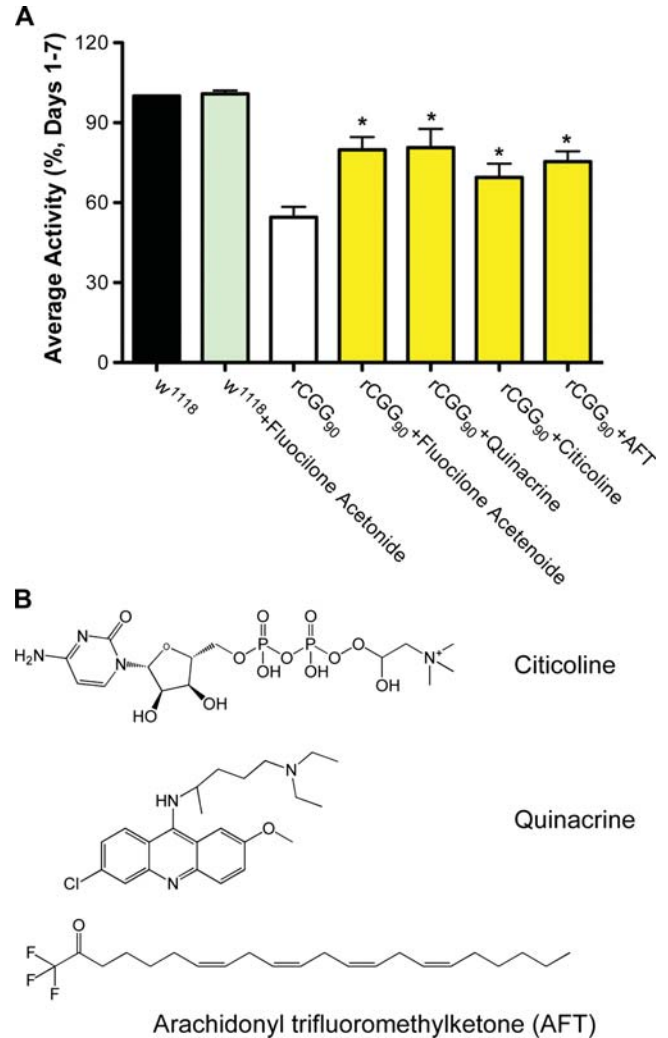 A
Average Activity (%, Days 1-7)
120
90
60
30
0
*
*
*
*
w1118
w1118+Fluocilone Acetonide
rCGG90
rCGG90+Fluocilone Acetenoide
rCGG90+Quinacrine
rCGG90+Citicoline
rCGG90+AFT
B
H2N
N
O
N
O
HO
OH
O
O
P
OH
O
O
P
OH
O
O
OH
N+
Citicoline
HN
N
Cl
N
O
Quinacrine
O
F
F
F
Arachidonyl trifluoromethylketone (AFT)